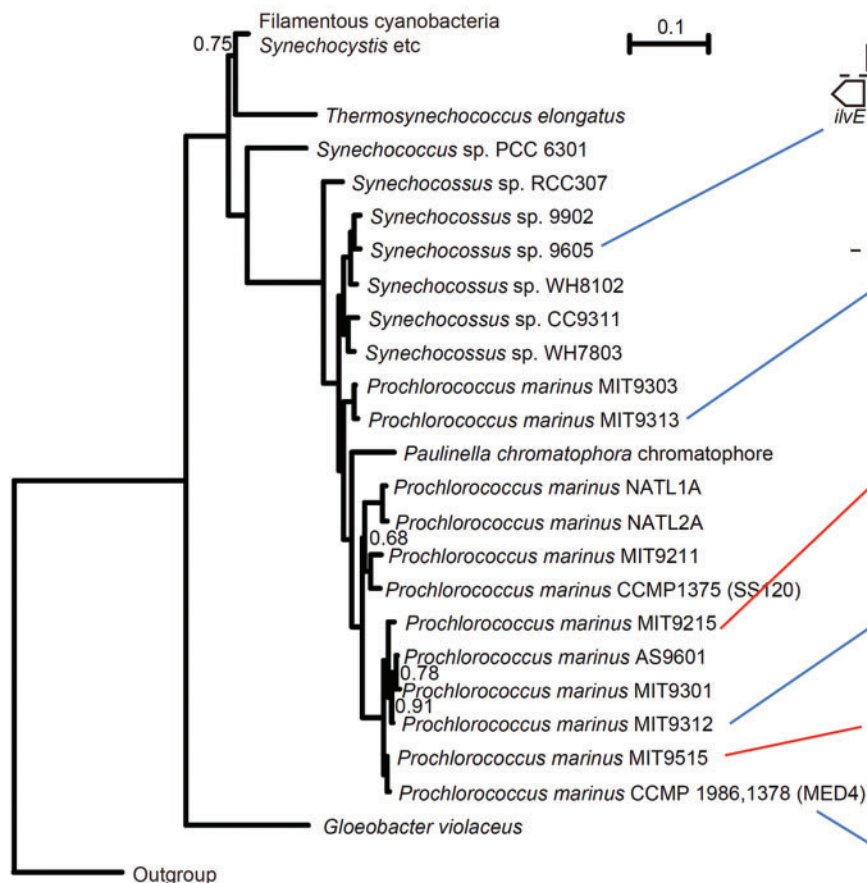 Filamentous cyanobacteria
0.75
Synechocystis etc
0.1
ilvE
Thermosynechococcus elongatus
Synechococcus sp. PCC 6301
Synechocossus sp. RCC307
Synechocossus sp. 9902
Synechocossus sp. 9605
Synechocossus sp. WH8102
Synechocossus sp. CC9311
Synechocossus sp. WH7803
Prochlorococcus marinus MIT9303
Prochlorococcus marinus MIT9313
Paulinella chromatophora chromatophore
Prochlorococcus marinus NATL1A
Prochlorococcus marinus NATL2A
0.68
Prochlorococcus marinus MIT9211
Prochlorococcus marinus CCMP1375 (SS120)
Prochlorococcus marinus MIT9215
Prochlorococcus marinus AS9601
0.78
Prochlorococcus marinus MIT9301
0.91
Prochlorococcus marinus MIT9312
Prochlorococcus marinus MIT9515
Prochlorococcus marinus CCMP 1986,1378 (MED4)
Gloeobacter violaceus
Outgroup